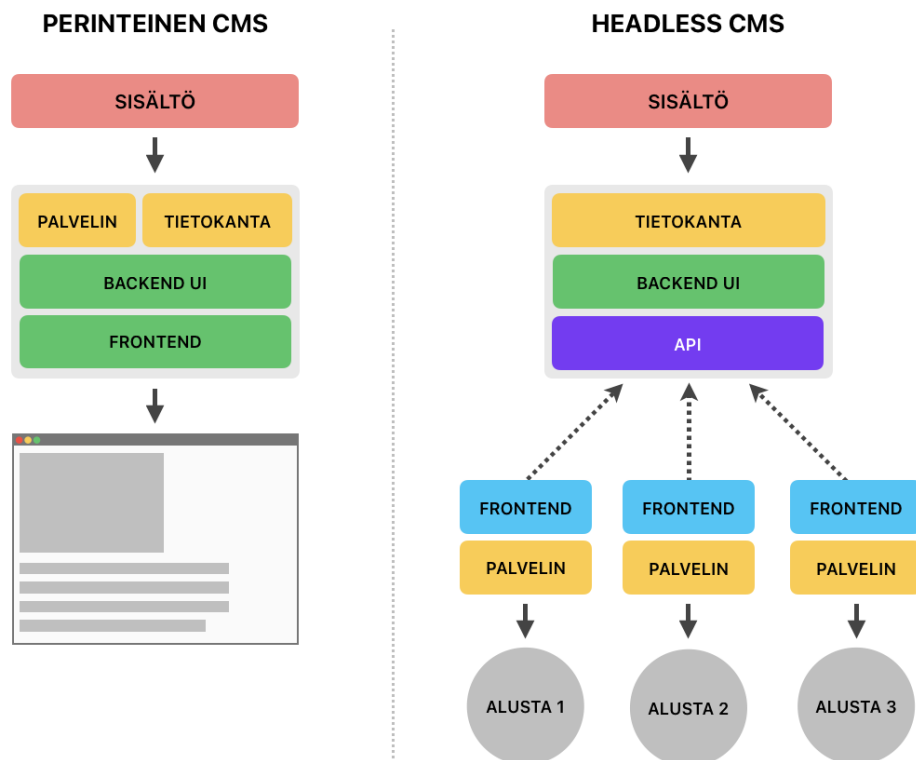 PERINTEINEN CMS
SISÄLTÖ
PALVELIN
TIETOKANTA
BACKEND UI
FRONTEND
HEADLESS CMS
SISÄLTÖ
TIETOKANTA
BACKEND UI
API
FRONTEND
FRONTEND
FRONTEND
PALVELIN
PALVELIN
PALVELIN
ALUSTA 1
ALUSTA 2
ALUSTA 3